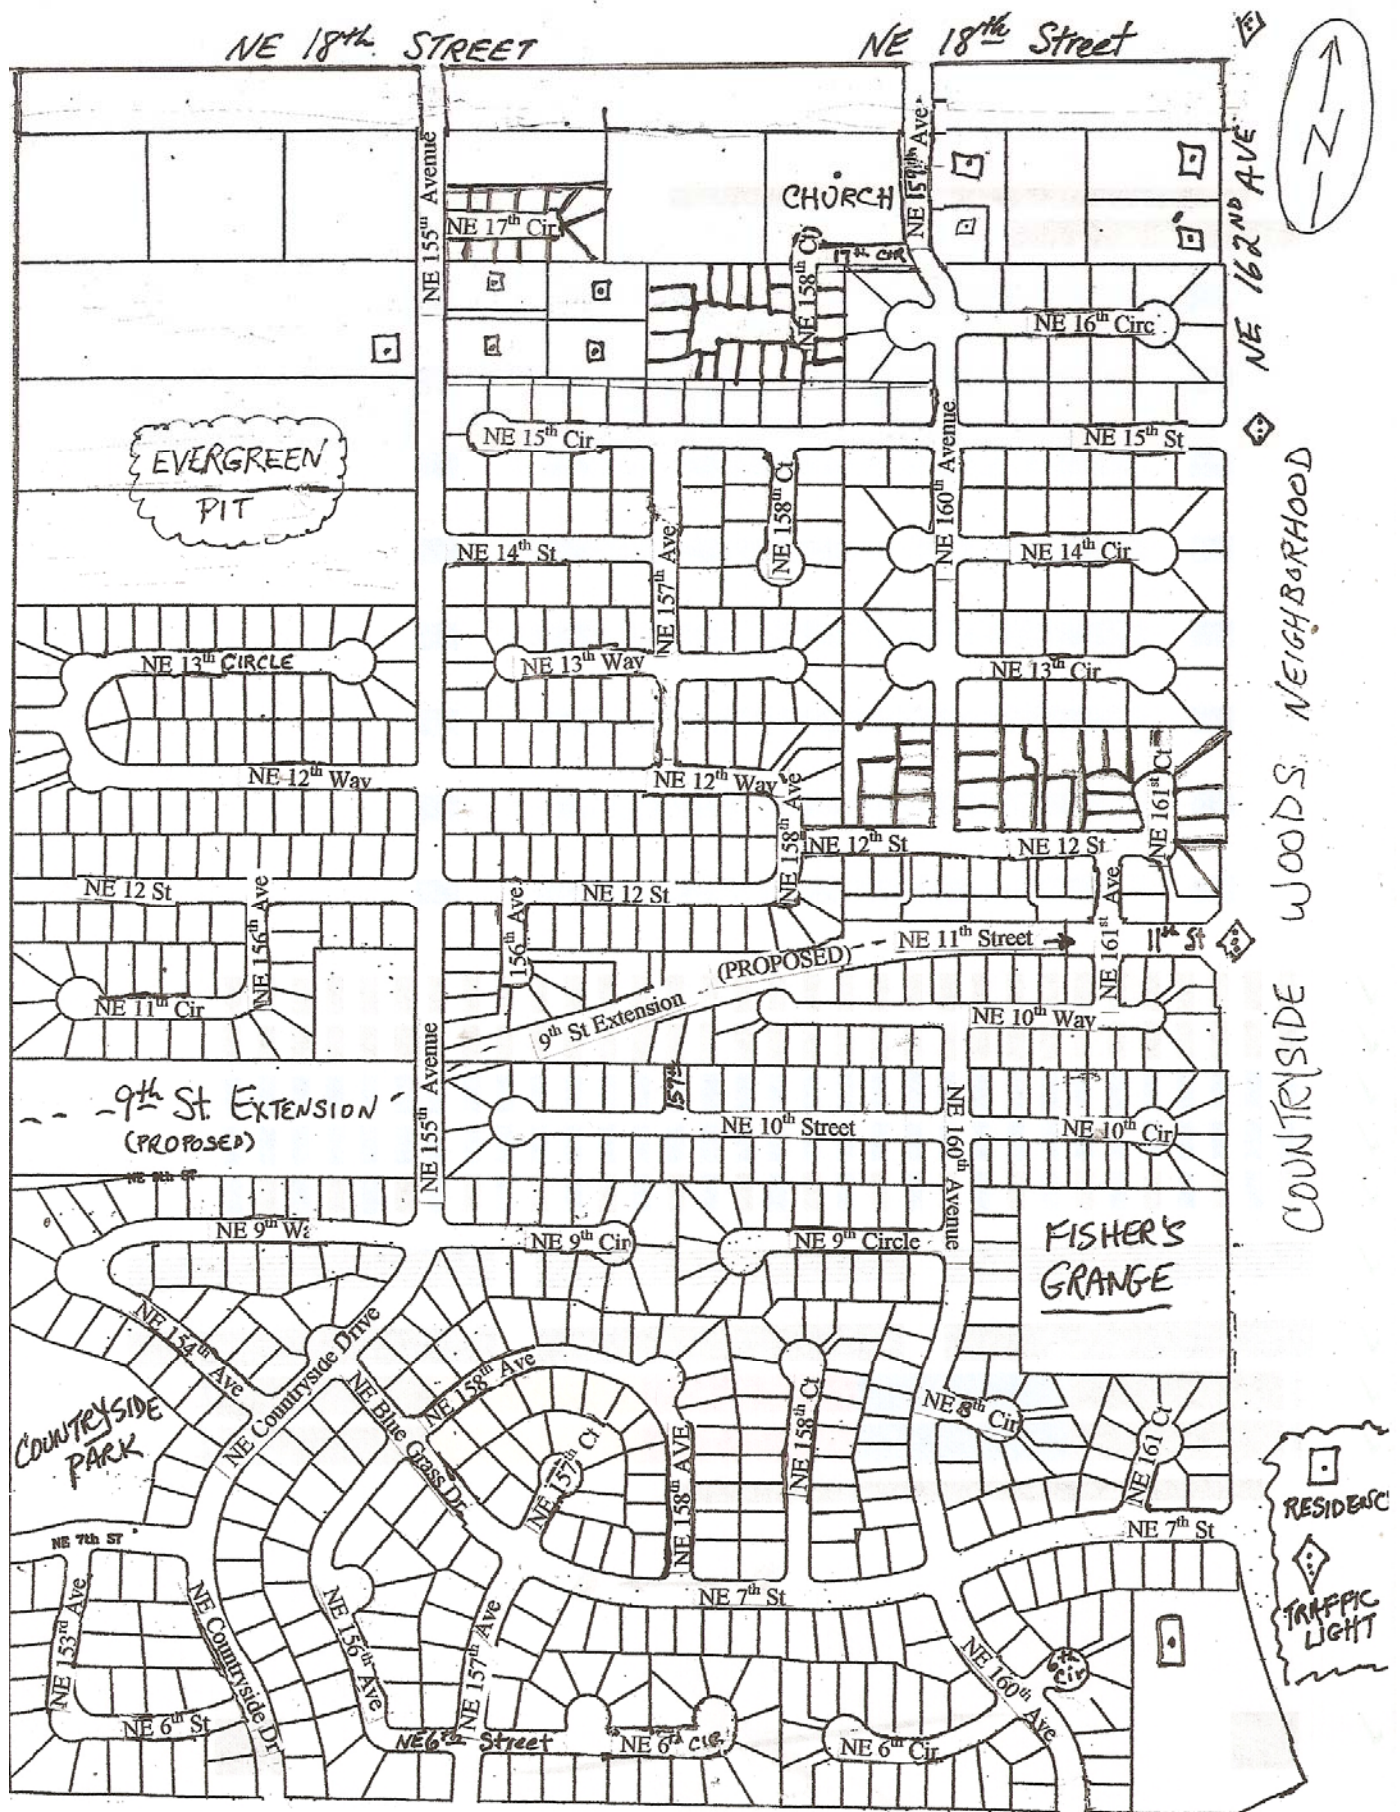 NE 18th STREET
NE 18th Street
NE 155th Avenue
NE 159th Ave
NE 162ND AVE
N
CHURCH
NE 17th Cir
17th CIR
NE 158th Ct
NE 16th Circ
NE 160th Avenue
NE 15th Cir
NE 15th St
EVERGREEN
PIT
NE 158th Ct
NE 14th St
NE 157th Ave
NE 14th Cir
NE 13th CIRCLE
NE 13th Way
NE 13th Cir
COUNTRYSIDE WOODS NEIGHBORHOOD
NE 12th Way
NE 12th Way
NE 158th Ave
NE 161st Ct
NE 12th St
NE 12 St
NE 12 St
NE 12 St
NE 156th Ave
156th Ave
NE 161st Ave
NE 11th Street
11th St
(PROPOSED)
9th St Extension
NE 11th Cir
NE 10th Way
NE 155th Avenue
9th St. EXTENSION
(PROPOSED)
159th
NE 10th Street
NE 10th Cir
NE 160th Avenue
NE 9th Cir
NE 9th Circle
FISHER'S
GRANGE
NE 154th Ave
NE Countryside Drive
NE Blue Grass Dr
NE 158th Ave
NE 157th Ct
NE 158th AVE
NE 158th Ct
NE 8th Cir
NE 161 Ct
COUNTRYSIDE
PARK
RESIDENC
TRAFFIC
LIGHT
NE 7th ST
NE 7th St
NE 7th St
NE 153rd Ave
NE Countryside Dr
NE 156th Ave
NE 157th Ave
NE 160th Ave
6th
Cir
NE 6th St
NE 6th Street
NE 6th CIR
NE 6th Cir